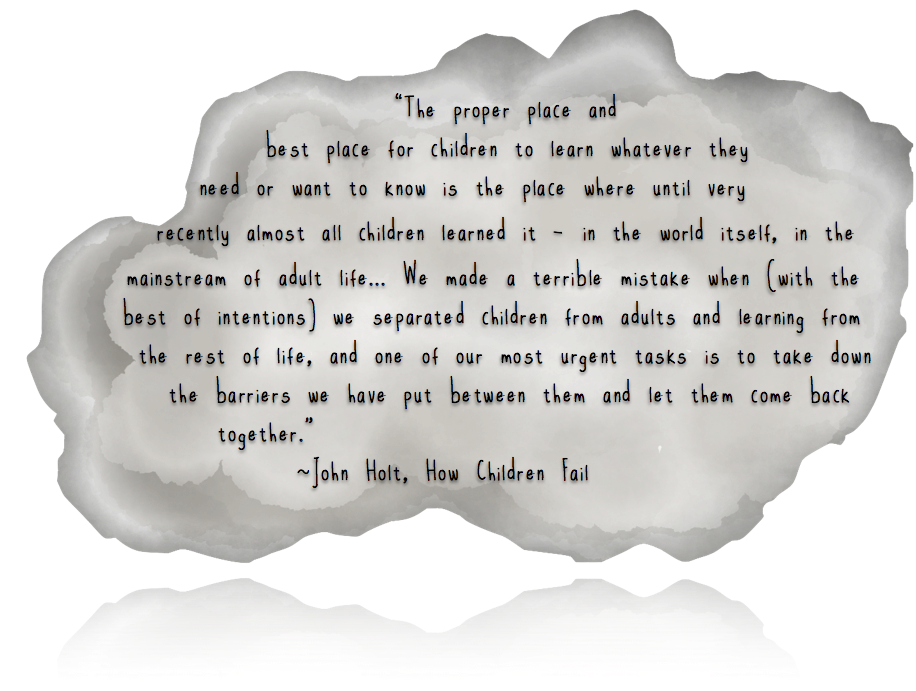 “The proper place and
best place for children to learn whatever they
need or want to know is the place where until very
recently almost all children learned it - in the world itself, in the
mainstream of adult life... We made a terrible mistake when (with the
best of intentions) we separated children from adults and learning from
the rest of life, and one of our most urgent tasks is to take down
the barriers we have put between them and let them come back
together.”
~John Holt, How Children Fail